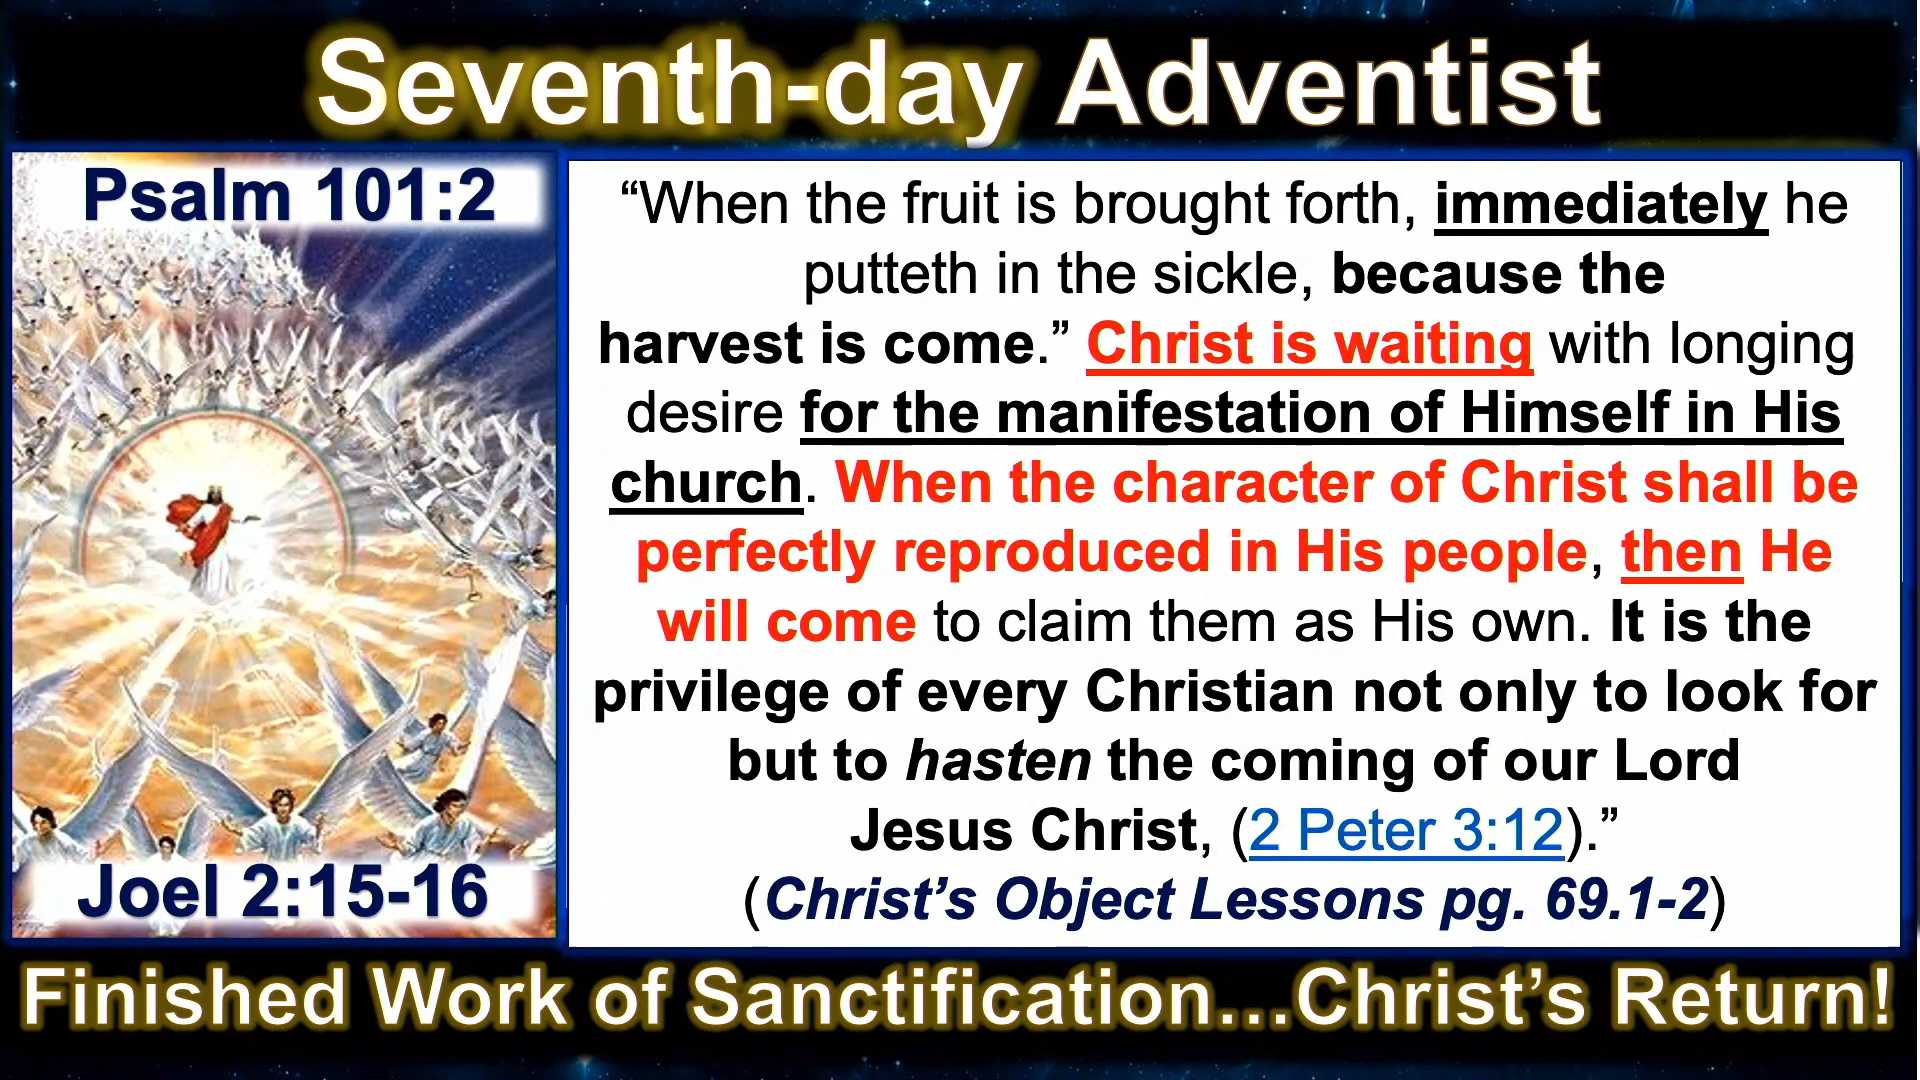 Seventh-day Adventist
Psalm 101:2
Joel 2:15-16
“When the fruit is brought forth, immediately he
putteth in the sickle, because the
harvest is come.” Christ is waiting with longing
desire for the manifestation of Himself in His
church. When the character of Christ shall be
perfectly reproduced in His people, then He
will come to claim them as His own. It is the
privilege of every Christian not only to look for
but to hasten the coming of our Lord
Jesus Christ, (2 Peter 3:12).”
(Christ’s Object Lessons pg. 69.1-2)
Finished Work of Sanctification...Christ’s Return!